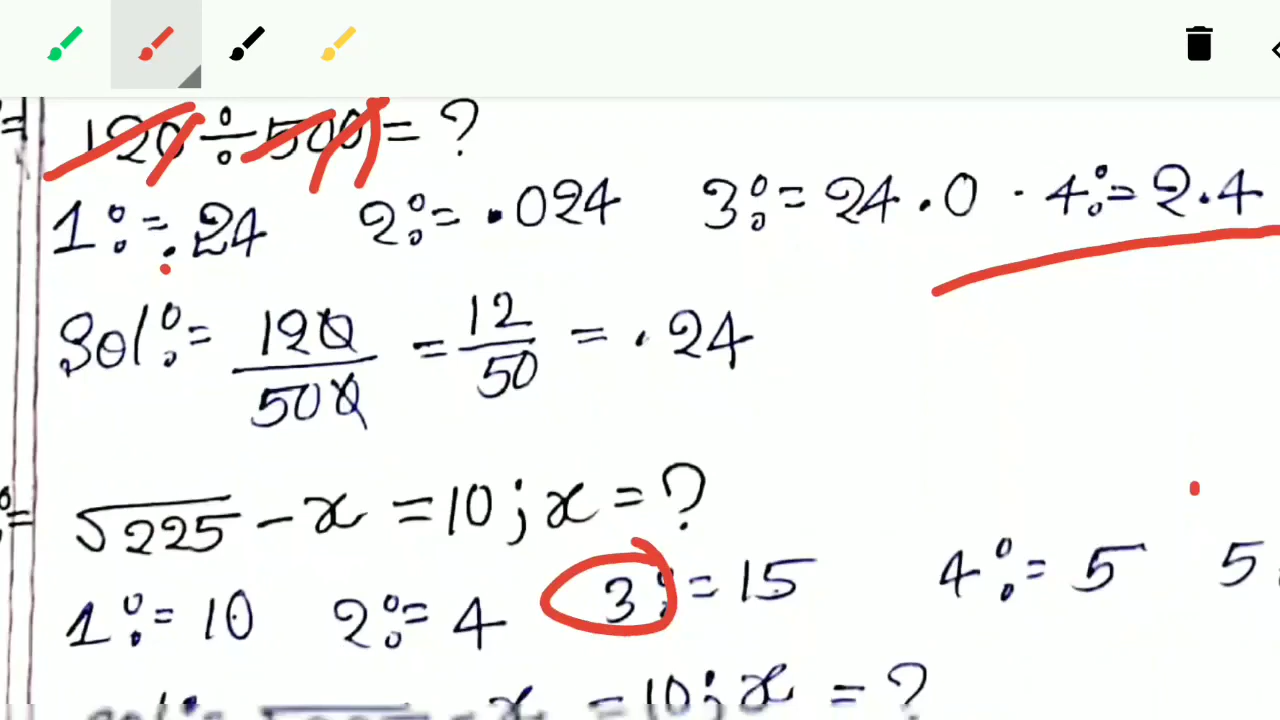 120 ÷ 500 = ?
1:= .24 2:= .024 3:= 24.0 . 4:= 2.4
Sol:= 120/500 = 12/50 = .24
√225 - x = 10; x = ?
1:= 10 2:= 4 3:= 15 4:= 5 5
x = 10; x = ?